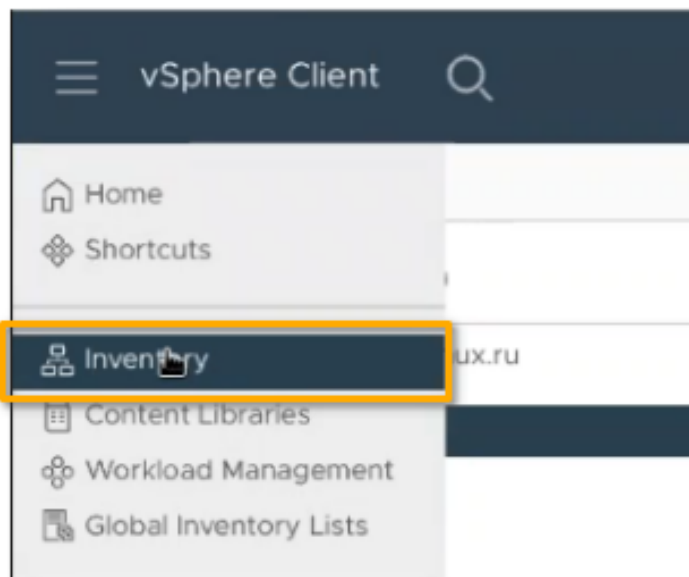 vSphere Client
Home
Shortcuts
Inventory
ux.ru
Content Libraries
Workload Management
Global Inventory Lists